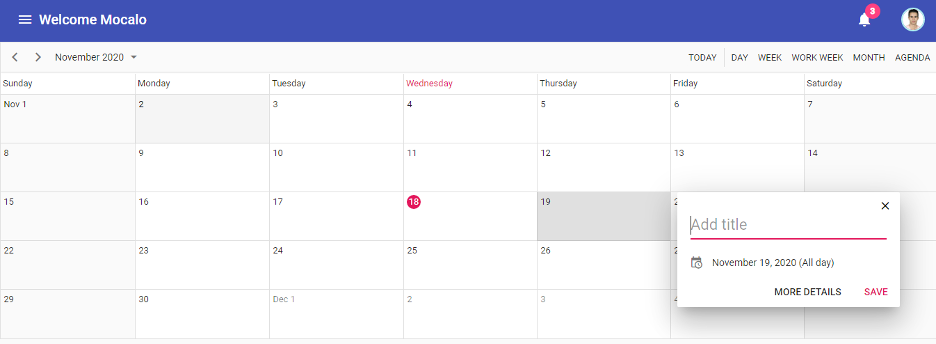 Welcome Mocalo
3
November 2020
TODAY DAY WEEK WORK WEEK MONTH AGENDA
Sunday Monday Tuesday Wednesday Thursday Friday Saturday
Nov 1 2 3 4 5 6 7
8 9 10 11 12 13 14
15 16 17 18 19
Add title
November 19, 2020 (All day)
MORE DETAILS SAVE
22 23 24 25 26
29 30 Dec 1 2 3